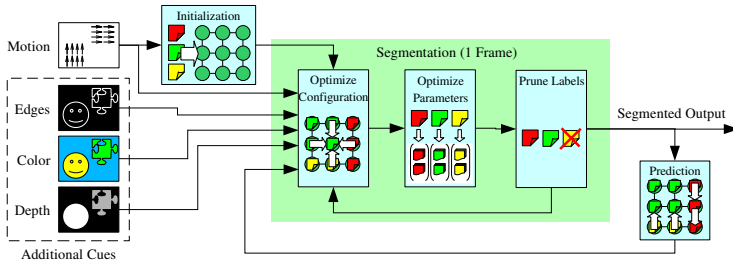 Initialization
Motion
Segmentation (1 Frame)
Optimize
Configuration
Optimize
Parameters
Prune Labels
Edges
Segmented Output
Color
Prediction
Depth
Additional Cues